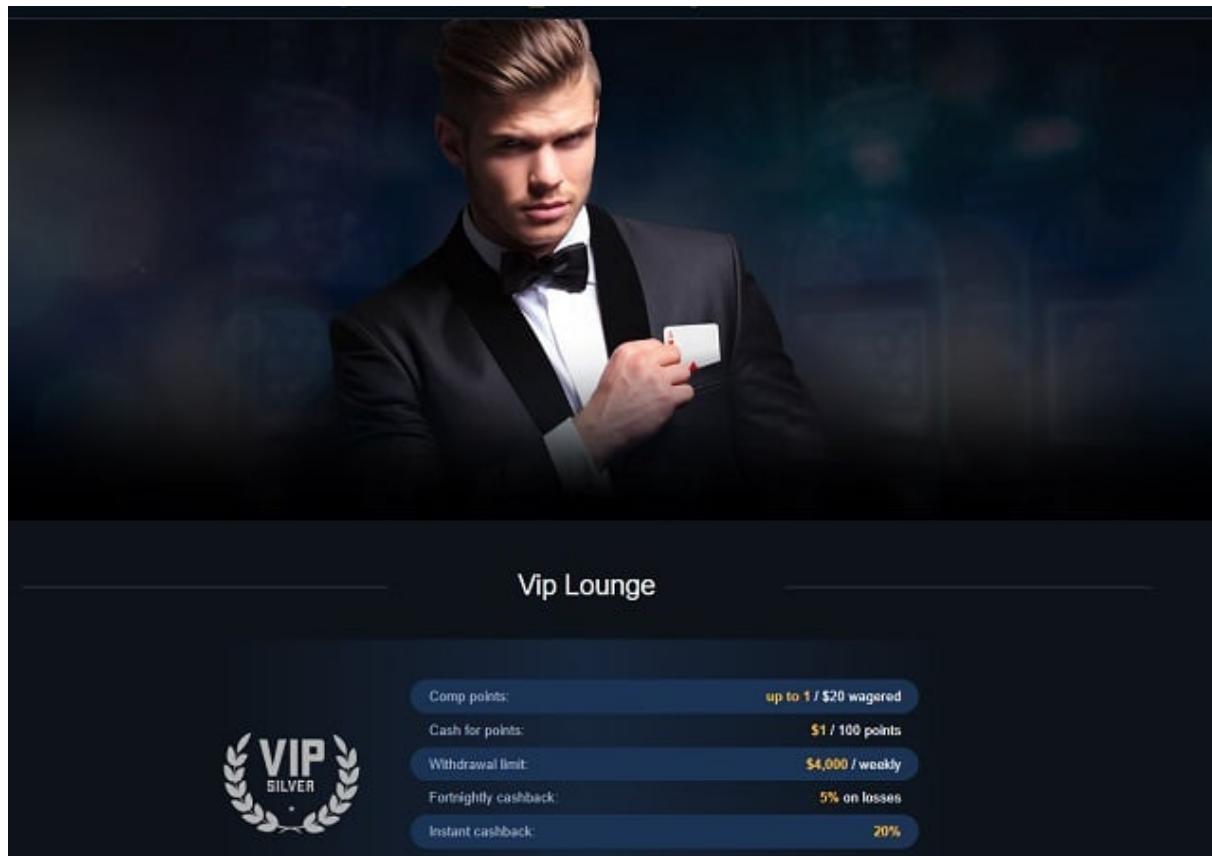 Vip Lounge
Comp points: up to 1 / $20 wagered
Cash for points: $1 / 100 points
VIP
SILVER
Withdrawal limit: $4,000 / weekly
Fortnightly cashback: 5% on losses
Instant cashback: 20%